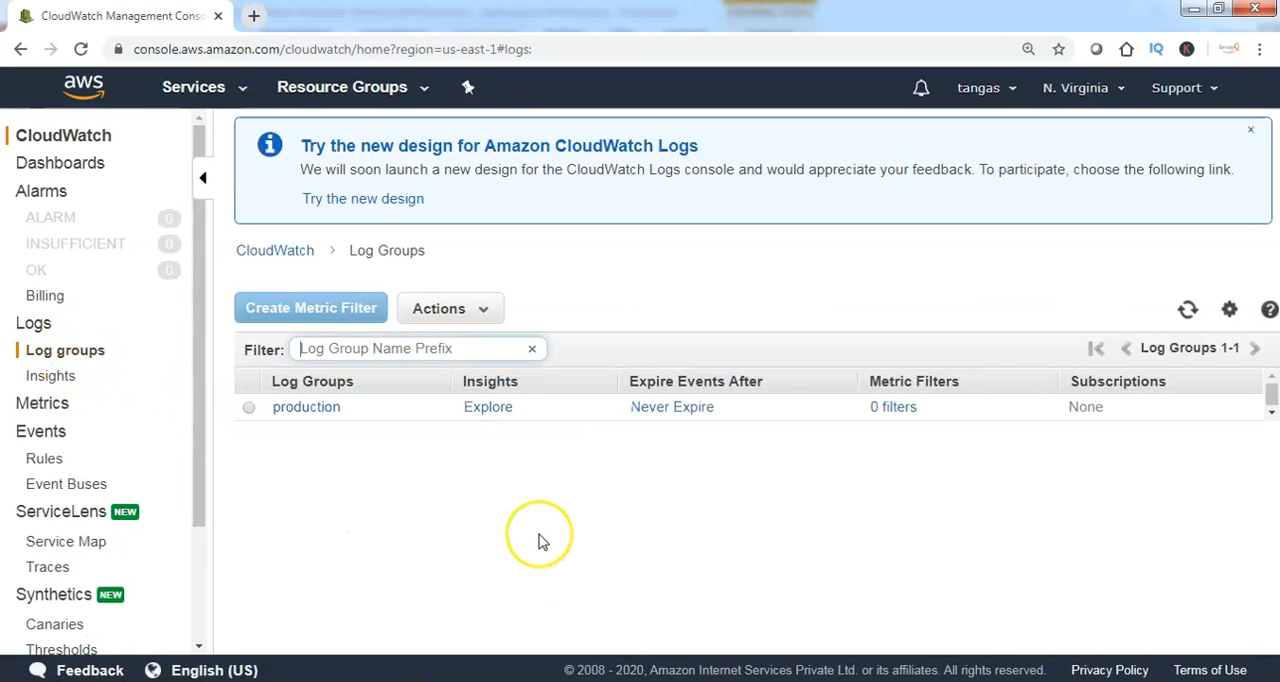 CloudWatch Management Conso
console.aws.amazon.com/cloudwatch/home?region=us-east-1#logs:
IQ
K
aws
Services
Resource Groups
tangas
N. Virginia
Support
CloudWatch
Dashboards
Alarms
ALARM 0
INSUFFICIENT 0
OK 0
Billing
Logs
Log groups
Insights
Metrics
Events
Rules
Event Buses
ServiceLens NEW
Service Map
Traces
Synthetics NEW
Canaries
Thresholds
Try the new design for Amazon CloudWatch Logs
We will soon launch a new design for the CloudWatch Logs console and would appreciate your feedback. To participate, choose the following link.
Try the new design
CloudWatch > Log Groups
Create Metric Filter
Actions
Filter: Log Group Name Prefix
Log Groups 1-1
Log Groups Insights Expire Events After Metric Filters Subscriptions
production Explore Never Expire 0 filters None
Feedback
English (US)
© 2008 - 2020, Amazon Internet Services Private Ltd. or its affiliates. All rights reserved.
Privacy Policy
Terms of Use